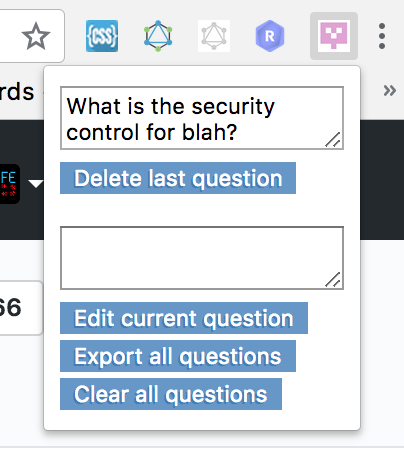 {css}
R
rds
»
FE
What is the security
control for blah?
Delete last question
66
Edit current question
Export all questions
Clear all questions